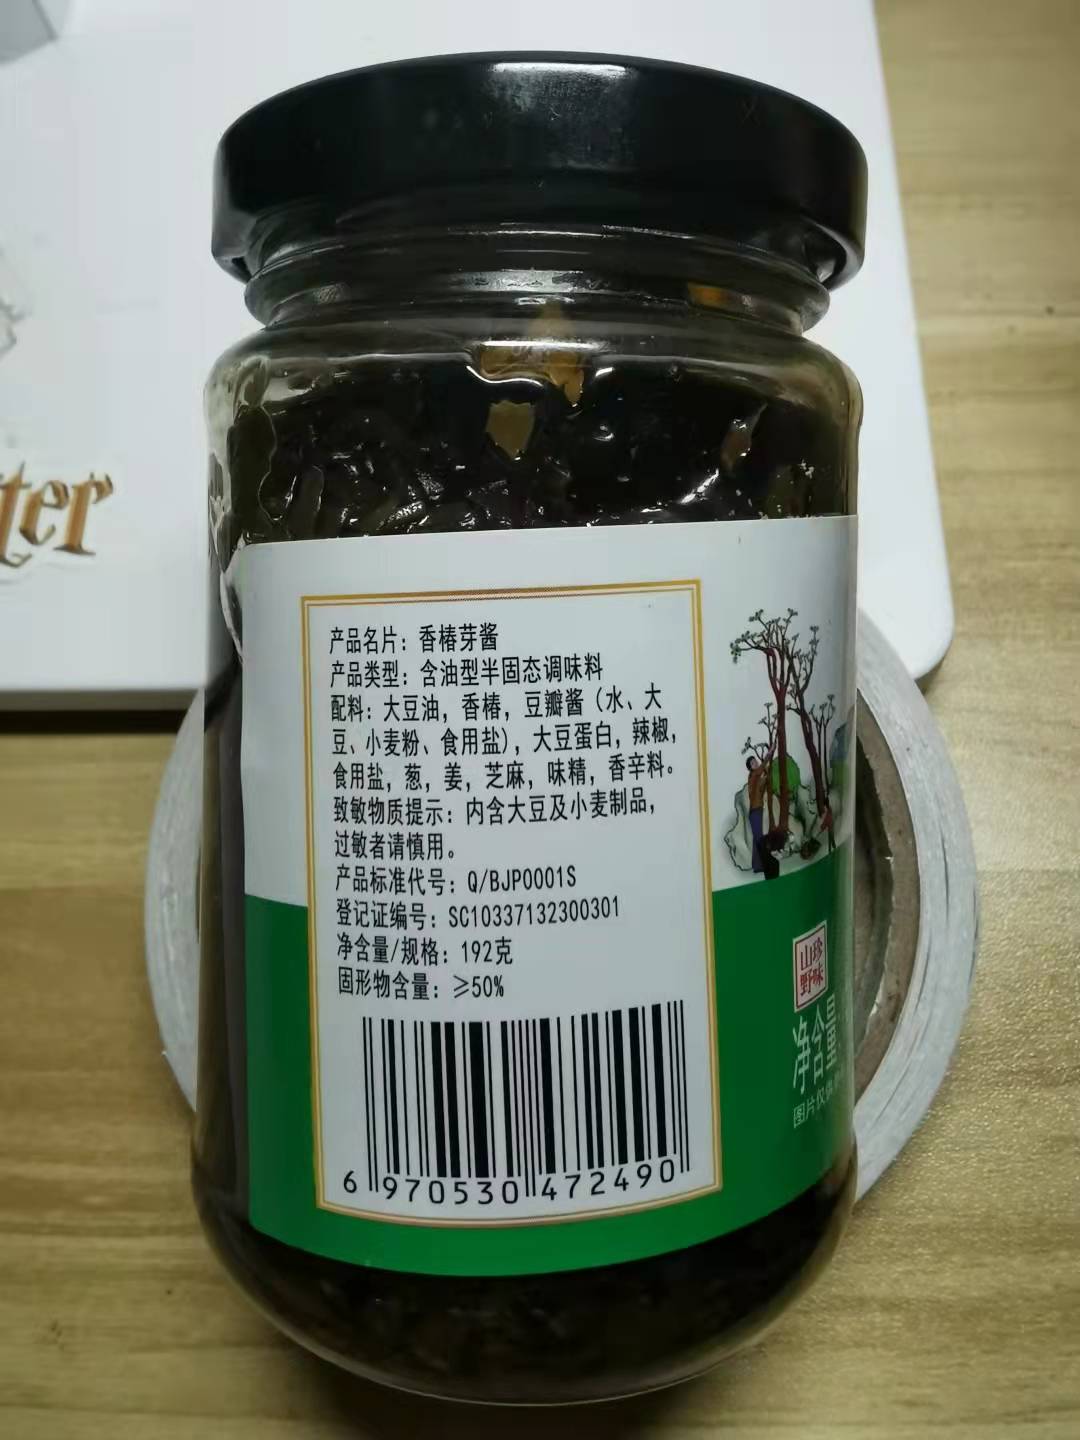 ter
产品名片：香椿芽酱
产品类型：含油型半固态调味料
配料：大豆油，香椿，豆瓣酱（水、大
豆、小麦粉、食用盐），大豆蛋白，辣椒，
食用盐，葱，姜，芝麻，味精，香辛料。
致敏物质提示：内含大豆及小麦制品，
过敏者请慎用。
产品标准代号：Q/BJP0001S
登记证编号：SC10337132300301
净含量/规格：192克
固形物含量：≥50%
6 970530 472490
山珍
野味
净含量
图片仅供